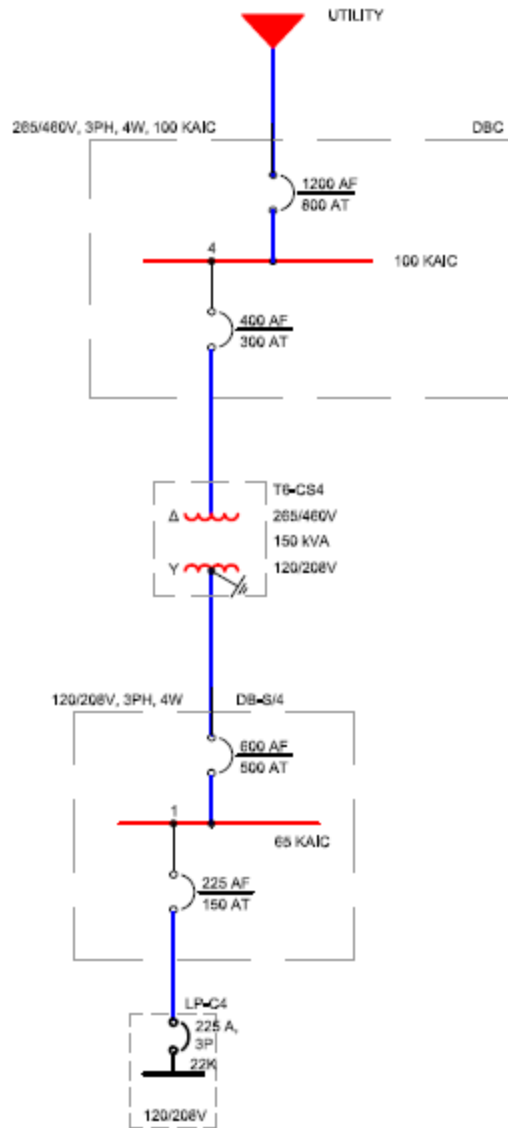 UTILITY
265/460V, 3PH, 4W, 100 KAIC
DBC
1200 AF
800 AT
100 KAIC
4
400 AF
300 AT
T6-CS4
Δ
265/460V
150 kVA
Y
120/208V
120/208V, 3PH, 4W
DB-S/4
600 AF
500 AT
1
65 KAIC
225 AF
150 AT
LP-C4
225 A,
3P
22K
120/208V